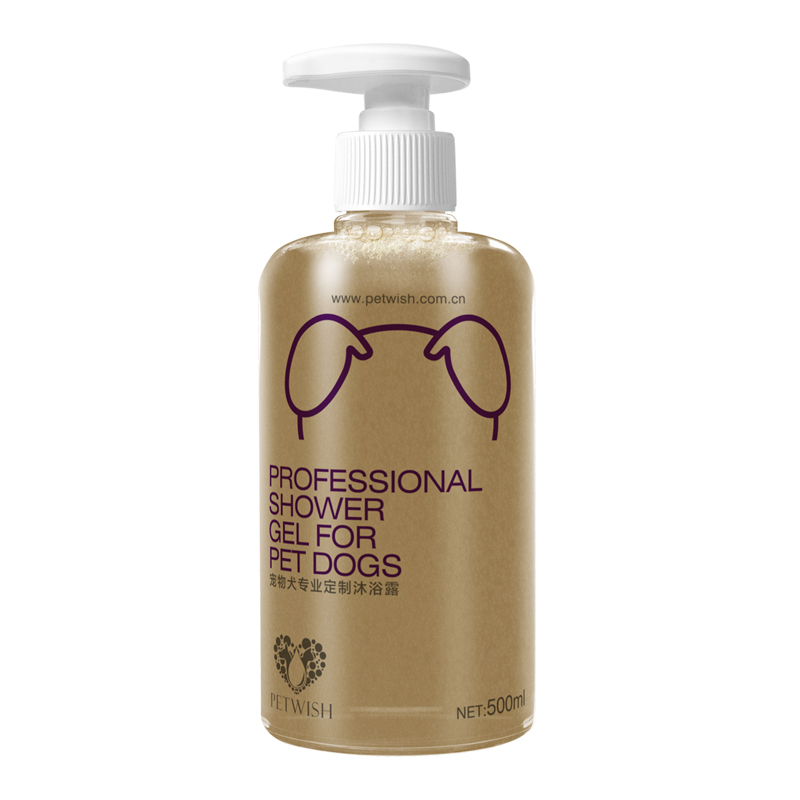 www.petwish.com.cn
PROFESSIONAL
SHOWER
GEL FOR
PET DOGS
宠物犬专业定制沐浴露
PETWISH
NET:500ml